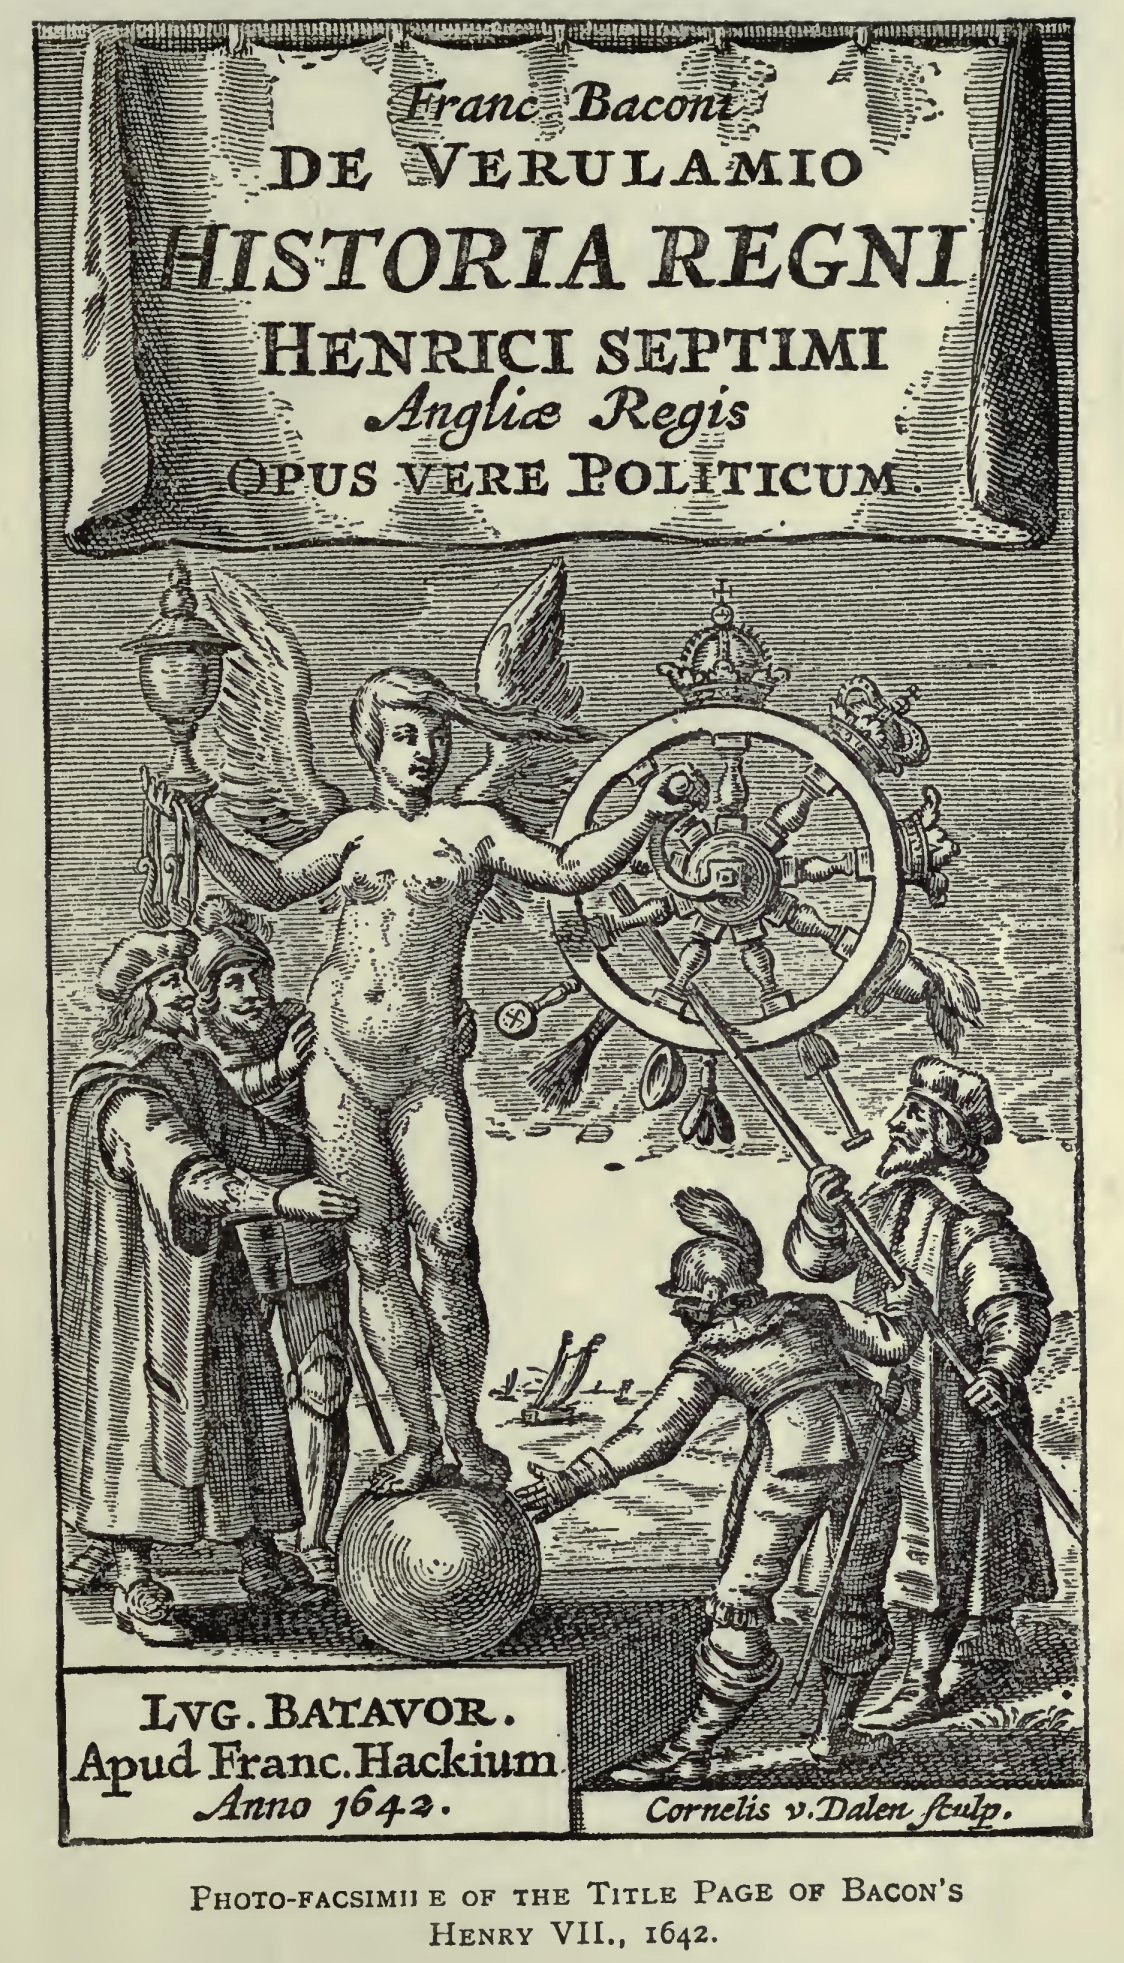 Franc Baconi
DE VERULAMIO
HISTORIA REGNI
HENRICI SEPTIMI
Angliæ Regis
OPUS VERE POLITICUM.
LVG. BATAVOR.
Apud Franc. Hackium
Anno 1642.
Cornelis v. Dalen sculp.
PHOTO-FACSIMILE OF THE TITLE PAGE OF BACON'S
HENRY VII., 1642.